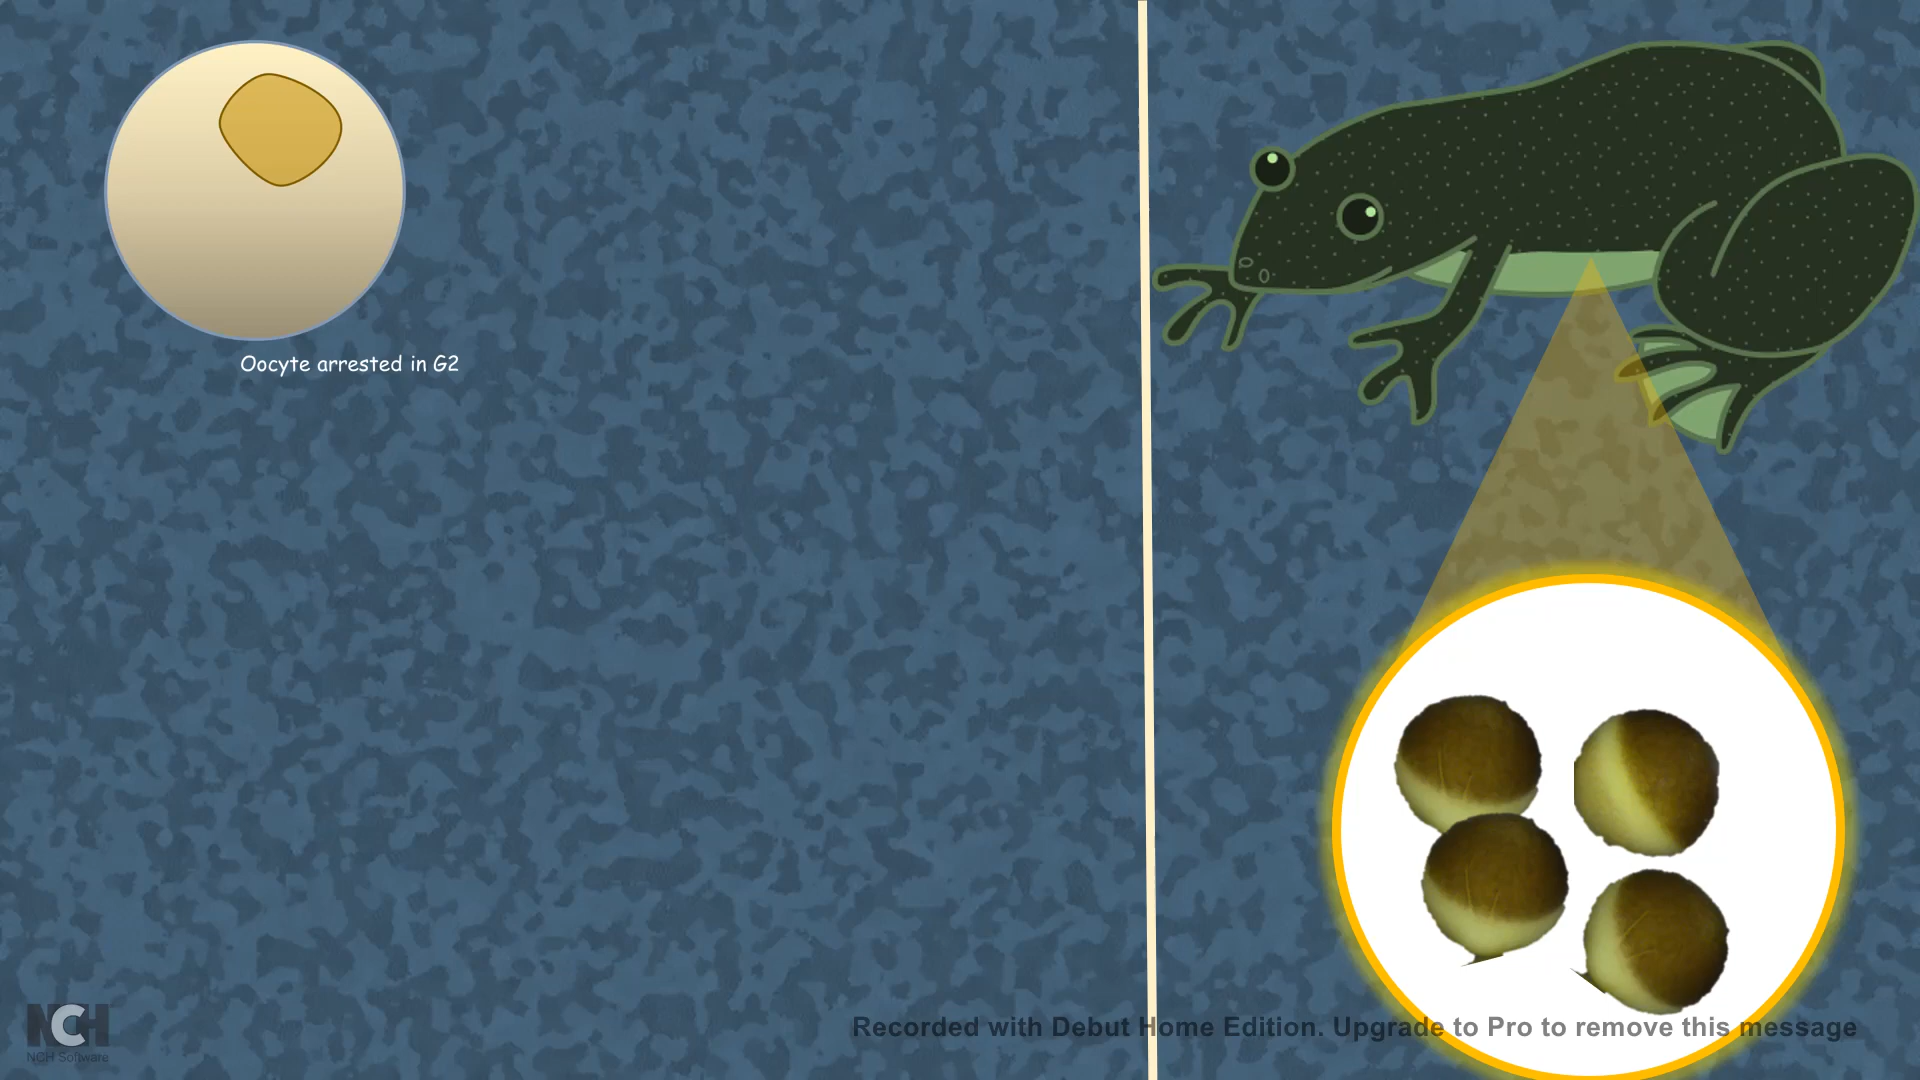 Oocyte arrested in G2
NCH
NCH Software
Recorded with Debut Home Edition. Upgrade to Pro to remove this message